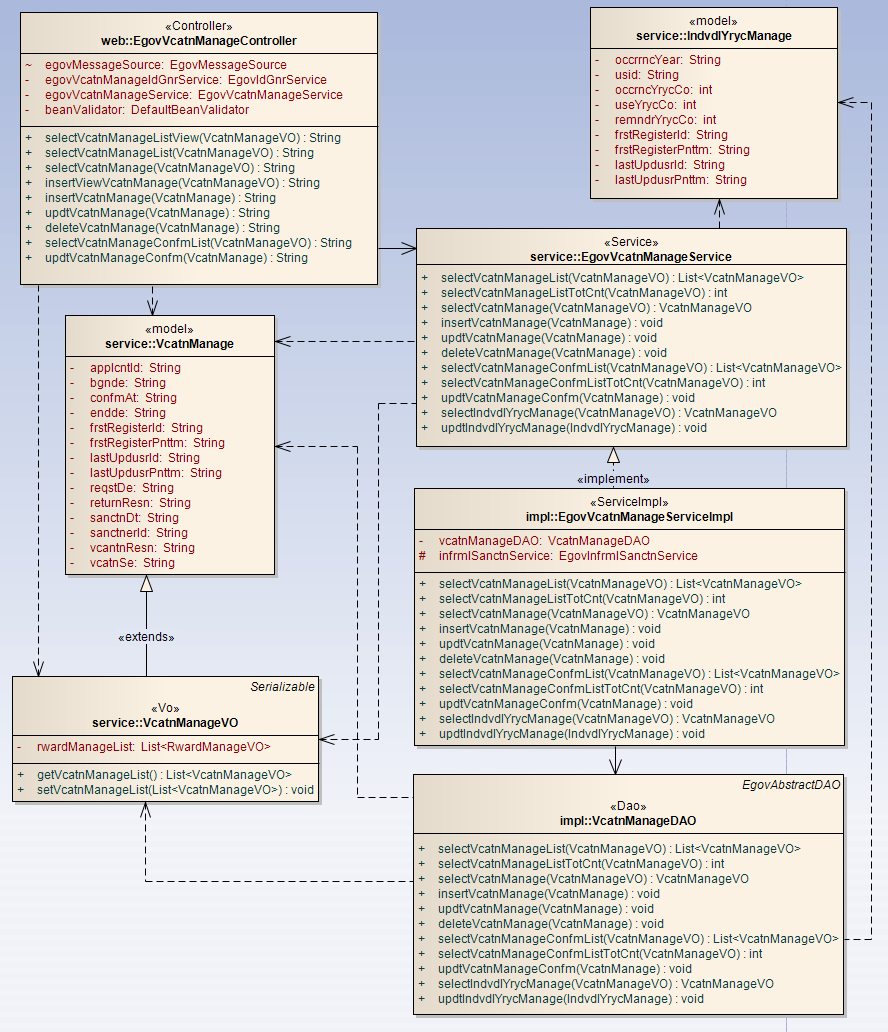 «Controller»
web::EgovVcatnManageController
~ egovMessageSource: EgovMessageSource
- egovVcatnManageIdGnrService: EgovIdGnrService
- egovVcatnManageService: EgovVcatnManageService
- beanValidator: DefaultBeanValidator
+ selectVcatnManageListView(VcatnManageVO) : String
+ selectVcatnManageList(VcatnManageVO) : String
+ selectVcatnManage(VcatnManageVO) : String
+ insertViewVcatnManage(VcatnManageVO) : String
+ insertVcatnManage(VcatnManage) : String
+ updtVcatnManage(VcatnManage) : String
+ deleteVcatnManage(VcatnManage) : String
+ selectVcatnManageConfmList(VcatnManageVO) : String
+ updtVcatnManageConfm(VcatnManage) : String
«model»
service::IndvdlYrycManage
- occrrncYear: String
- usid: String
- occrncYrycCo: int
- useYrycCo: int
- remndrYrycCo: int
- frstRegisterId: String
- frstRegisterPnttm: String
- lastUpdusrId: String
- lastUpdusrPnttm: String
«Service»
service::EgovVcatnManageService
+ selectVcatnManageList(VcatnManageVO) : List<VcatnManageVO>
+ selectVcatnManageListTotCnt(VcatnManageVO) : int
+ selectVcatnManage(VcatnManageVO) : VcatnManageVO
+ insertVcatnManage(VcatnManage) : void
+ updtVcatnManage(VcatnManage) : void
+ deleteVcatnManage(VcatnManage) : void
+ selectVcatnManageConfmList(VcatnManageVO) : List<VcatnManageVO>
+ selectVcatnManageConfmListTotCnt(VcatnManageVO) : int
+ updtVcatnManageConfm(VcatnManage) : void
+ selectIndvdlYrycManage(VcatnManageVO) : VcatnManageVO
+ updtIndvdlYrycManage(IndvdlYrycManage) : void
«model»
service::VcatnManage
- applcntId: String
- bgnde: String
- confmAt: String
- endde: String
- frstRegisterId: String
- frstRegisterPnttm: String
- lastUpdusrId: String
- lastUpdusrPnttm: String
- reqstDe: String
- returnResn: String
- sanctnDt: String
- sanctnerId: String
- vcantnResn: String
- vcatnSe: String
«implement»
«ServiceImpl»
impl::EgovVcatnManageServiceImpl
- vcatnManageDAO: VcatnManageDAO
# infrmlSanctnService: EgovInfrmlSanctnService
+ selectVcatnManageList(VcatnManageVO) : List<VcatnManageVO>
+ selectVcatnManageListTotCnt(VcatnManageVO) : int
+ selectVcatnManage(VcatnManageVO) : VcatnManageVO
+ insertVcatnManage(VcatnManage) : void
+ updtVcatnManage(VcatnManage) : void
+ deleteVcatnManage(VcatnManage) : void
+ selectVcatnManageConfmList(VcatnManageVO) : List<VcatnManageVO>
+ selectVcatnManageConfmListTotCnt(VcatnManageVO) : int
+ updtVcatnManageConfm(VcatnManage) : void
+ selectIndvdlYrycManage(VcatnManageVO) : VcatnManageVO
+ updtIndvdlYrycManage(IndvdlYrycManage) : void
«extends»
Serializable
«Vo»
service::VcatnManageVO
- rwardManageList: List<RwardManageVO>
+ getVcatnManageList() : List<VcatnManageVO>
+ setVcatnManageList(List<VcatnManageVO>) : void
EgovAbstractDAO
«Dao»
impl::VcatnManageDAO
+ selectVcatnManageList(VcatnManageVO) : List<VcatnManageVO>
+ selectVcatnManageListTotCnt(VcatnManageVO) : int
+ selectVcatnManage(VcatnManageVO) : VcatnManageVO
+ insertVcatnManage(VcatnManage) : void
+ updtVcatnManage(VcatnManage) : void
+ deleteVcatnManage(VcatnManage) : void
+ selectVcatnManageConfmList(VcatnManageVO) : List<VcatnManageVO>
+ selectVcatnManageConfmListTotCnt(VcatnManageVO) : int
+ updtVcatnManageConfm(VcatnManage) : void
+ selectIndvdlYrycManage(VcatnManageVO) : VcatnManageVO
+ updtIndvdlYrycManage(IndvdlYrycManage) : void